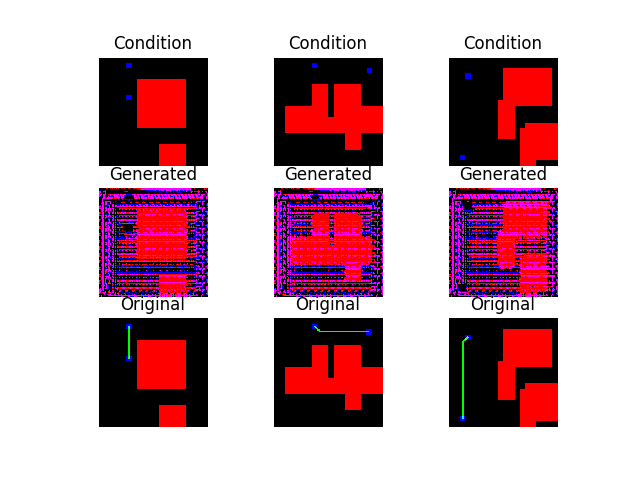 Condition Condition Condition
Generated Generated Generated
Original Original Original